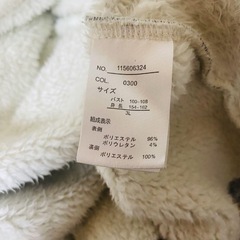 NO. 115606324
COL. 0300
サイズ
バスト 100-108
身長 154-162
3L
組成表示
表側
ポリエステル 96%
ポリウレタン 4%
裏側
ポリエステル 100%